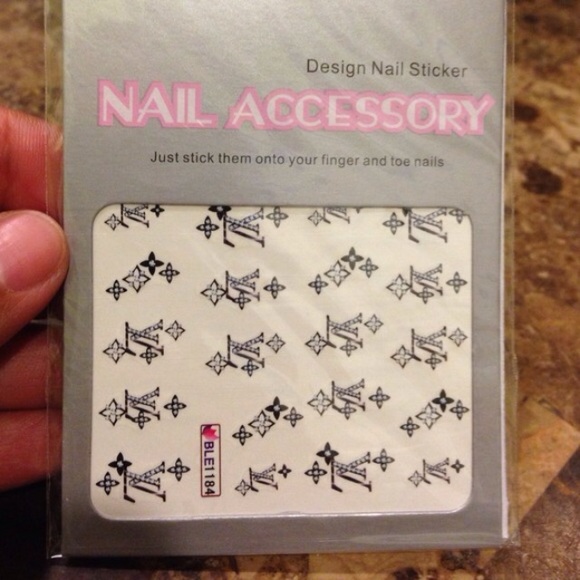 Design Nail Sticker
NAIL ACCESSORY
Just stick them onto your finger and toe nails
BLE1184